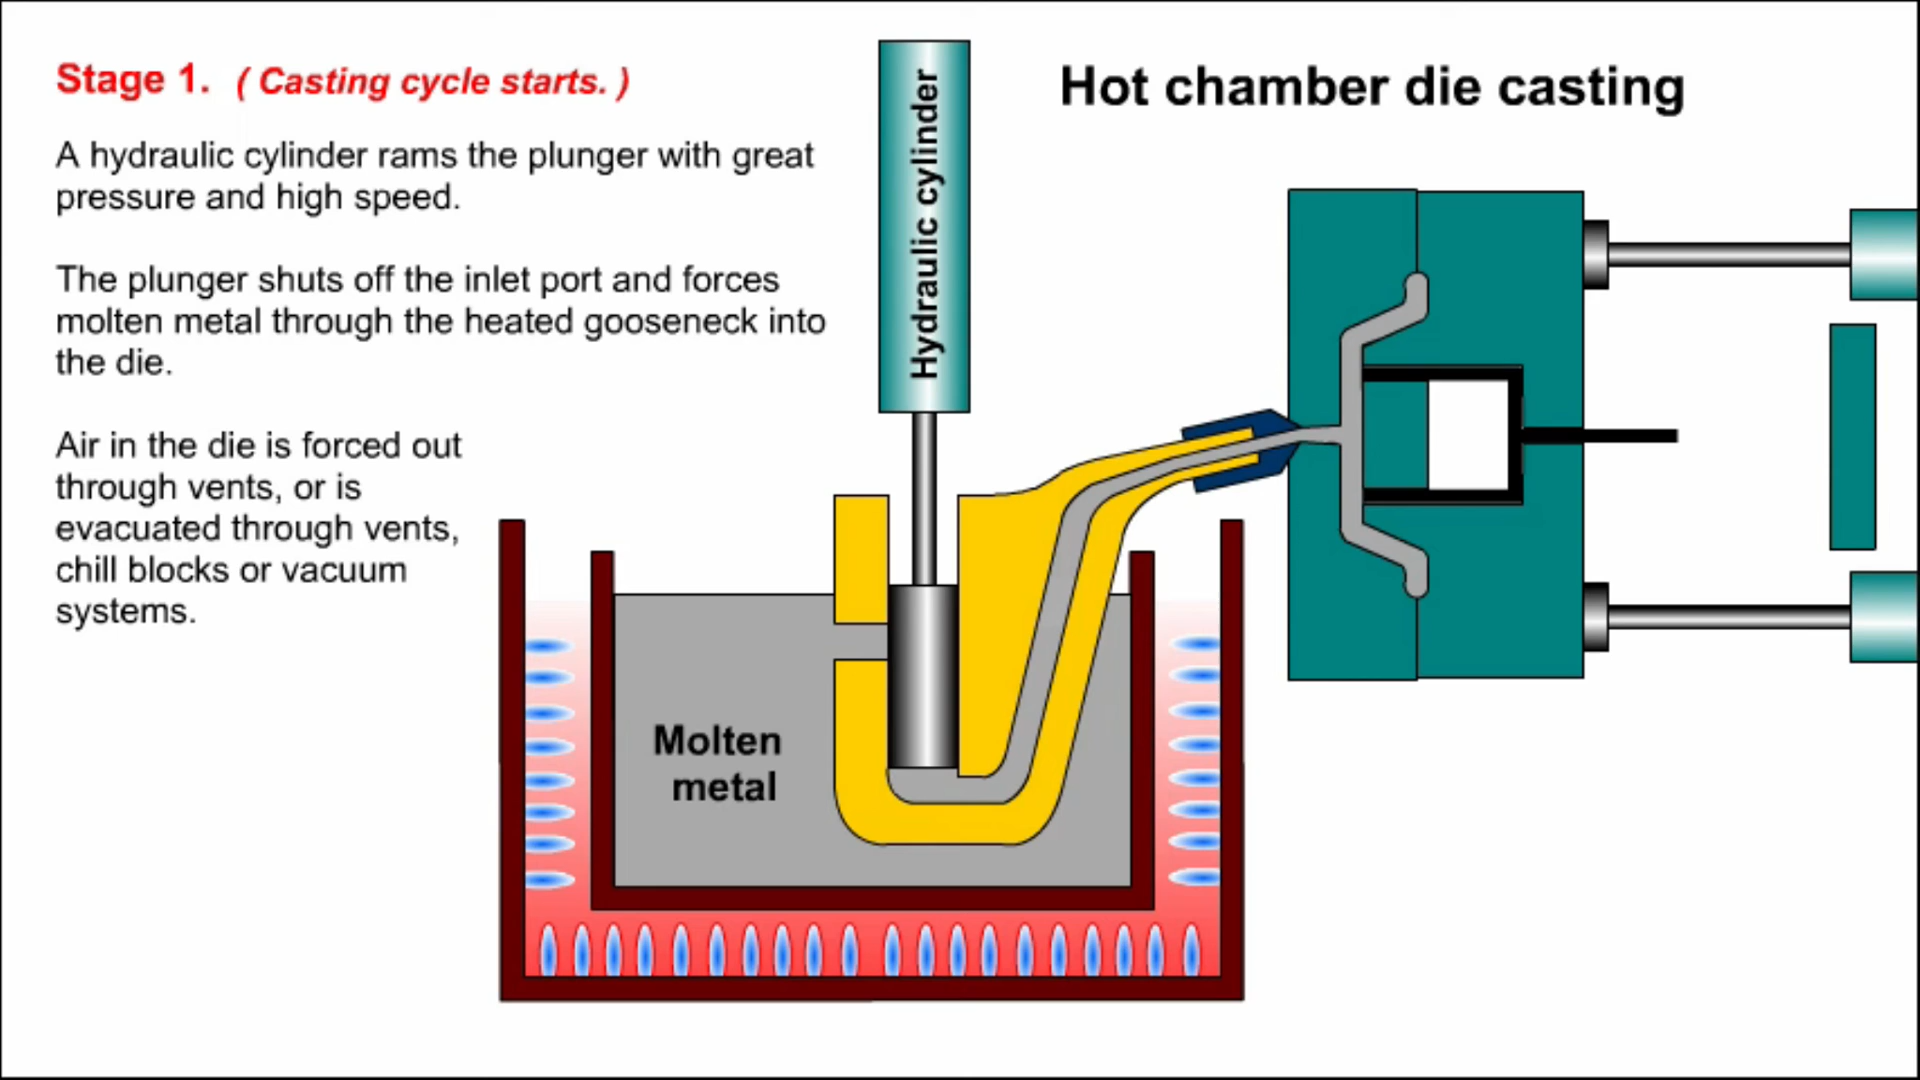 Stage 1. ( Casting cycle starts. )
Hot chamber die casting
A hydraulic cylinder rams the plunger with great
pressure and high speed.
The plunger shuts off the inlet port and forces
molten metal through the heated gooseneck into
the die.
Air in the die is forced out
through vents, or is
evacuated through vents,
chill blocks or vacuum
systems.
Hydraulic cylinder
Molten
metal